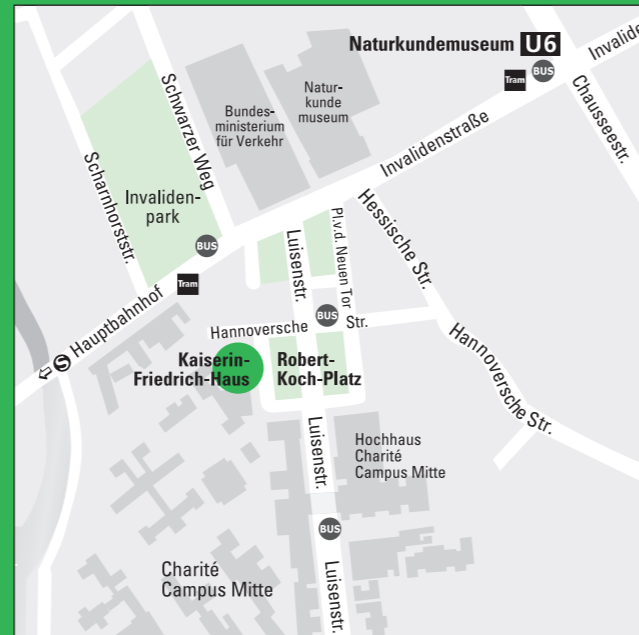 Naturkundemuseum U6
Invaliden
BUS
Tram
Chausseestr.
Schwarzer Weg
Natur-
kunde
museum
Bundes-
ministerium
für Verkehr
Invalidenstraße
Scharnhorststr.
Invaliden-
park
Hessische Str.
Pl.v.d. Neuen Tor
Luisenstr.
BUS
Tram
Hauptbahnhof
S
Hannoversche
BUS
Str.
Hannoversche Str.
Kaiserin-
Friedrich-Haus
Robert-
Koch-Platz
Luisenstr.
Hochhaus
Charité
Campus Mitte
BUS
Charité
Campus Mitte
Luisenstr.